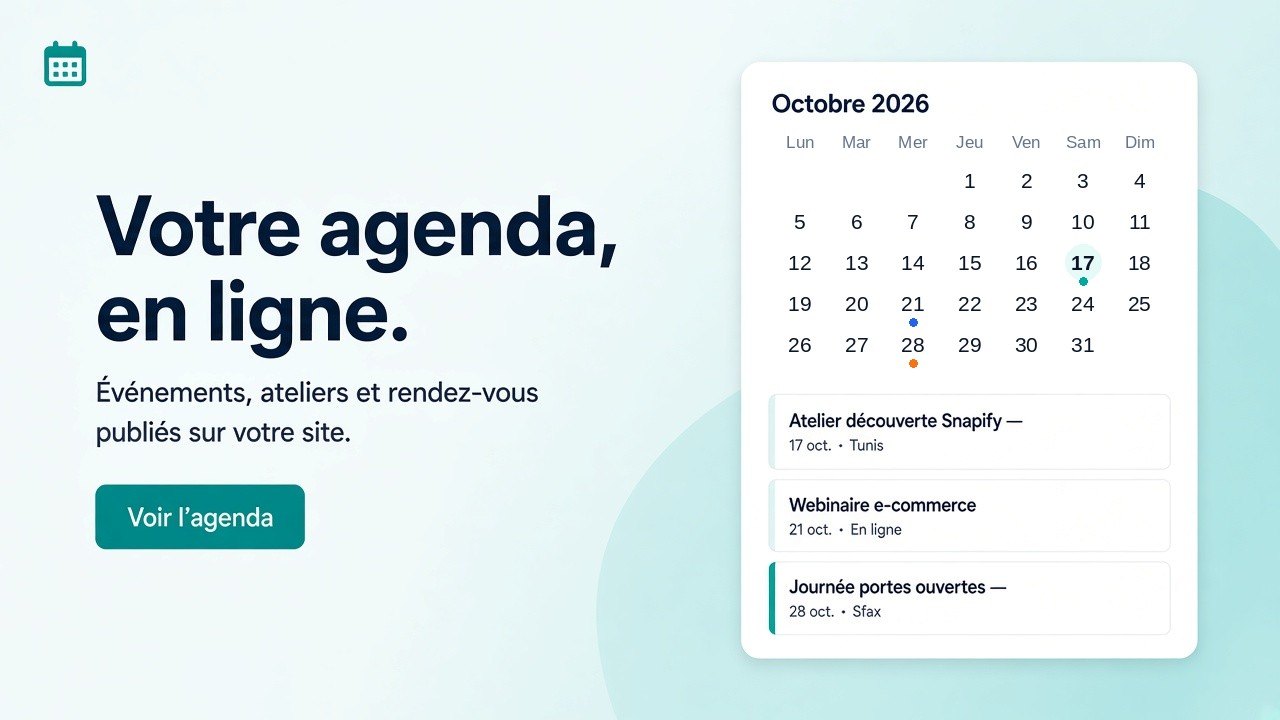 Votre agenda,
en ligne.
Événements, ateliers et rendez-vous
publiés sur votre site.
Voir l’agenda
Octobre 2026
Lun Mar Mer Jeu Ven Sam Dim
1 2 3 4
5 6 7 8 9 10 11
12 13 14 15 16 17 18
19 20 21 22 23 24 25
26 27 28 29 30 31
Atelier découverte Snapify —
17 oct. • Tunis
Webinaire e-commerce
21 oct. • En ligne
Journée portes ouvertes —
28 oct. • Sfax